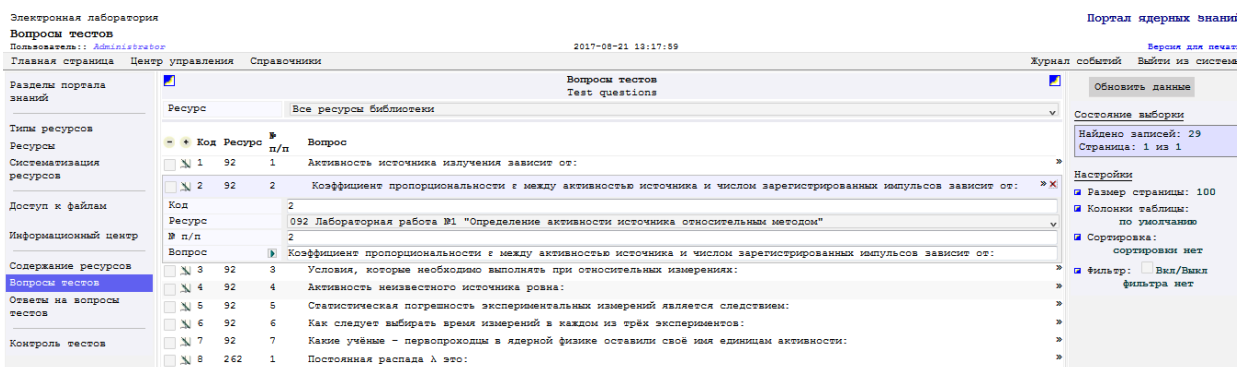 Электронная лаборатория
Портал ядерных знаний
Вопросы тестов
Пользователь:: Administrator
2017-08-21 13:17:59
Версия для печати
Главная страница Центр управления Справочники
Журнал событий Выйти из системы
Разделы портала
знаний
Типы ресурсов
Ресурсы
Систематизация
ресурсов
Доступ к файлам
Информационный центр
Содержание ресурсов
Вопросы тестов
Ответы на вопросы
тестов
Контроль тестов
Вопросы тестов
Test questions
Ресурс Все ресурсы библиотеки
- + Код Ресурс № п/п Вопрос
1 92 1 Активность источника излучения зависит от: »
2 92 2 Коэффициент пропорциональности ε между активностью источника и числом зарегистрированных импульсов зависит от: »
Код 2
Ресурс 092 Лабораторная работа №1 "Определение активности источника относительным методом"
№ п/п 2
Вопрос Коэффициент пропорциональности ε между активностью источника и числом зарегистрированных импульсов зависит от:
3 92 3 Условия, которые необходимо выполнять при относительных измерениях: »
4 92 4 Активность неизвестного источника ровна: »
5 92 5 Статистическая погрешность экспериментальных измерений является следствием: »
6 92 6 Как следует выбирать время измерений в каждом из трёх экспериментов: »
7 92 7 Какие учёные - первопроходцы в ядерной физике оставили своё имя единицам активности: »
8 262 1 Постоянная распада λ это: »
Обновить данные
Состояние выборки
Найдено записей: 29
Страница: 1 из 1
Настройки
Размер страницы: 100
Колонки таблицы:
по умолчанию
Сортировка:
сортировки нет
Фильтр: Вкл/Выкл
фильтра нет